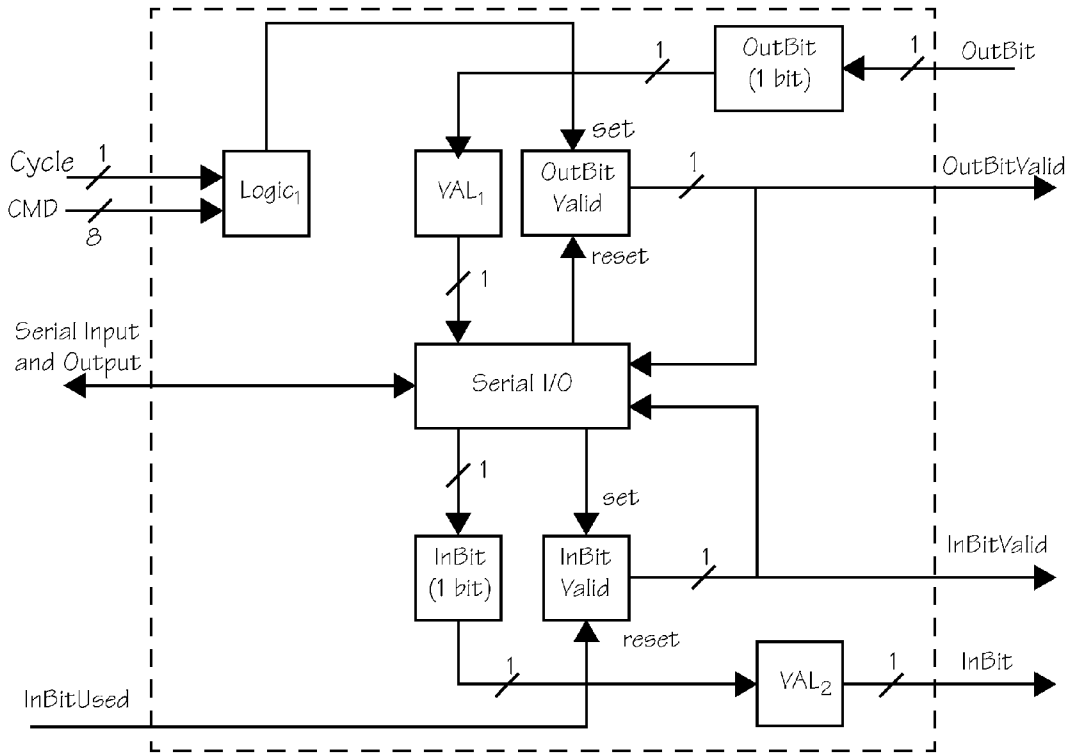 1
OutBit
(1 bit)
1
OutBit
set
Cycle
1
CMD
8
Logic1
VAL1
OutBit
Valid
1
OutBitValid
reset
1
Serial Input
and Output
Serial I/O
1
set
InBit
(1 bit)
InBit
Valid
1
InBitValid
reset
1
VAL2
1
InBit
InBitUsed